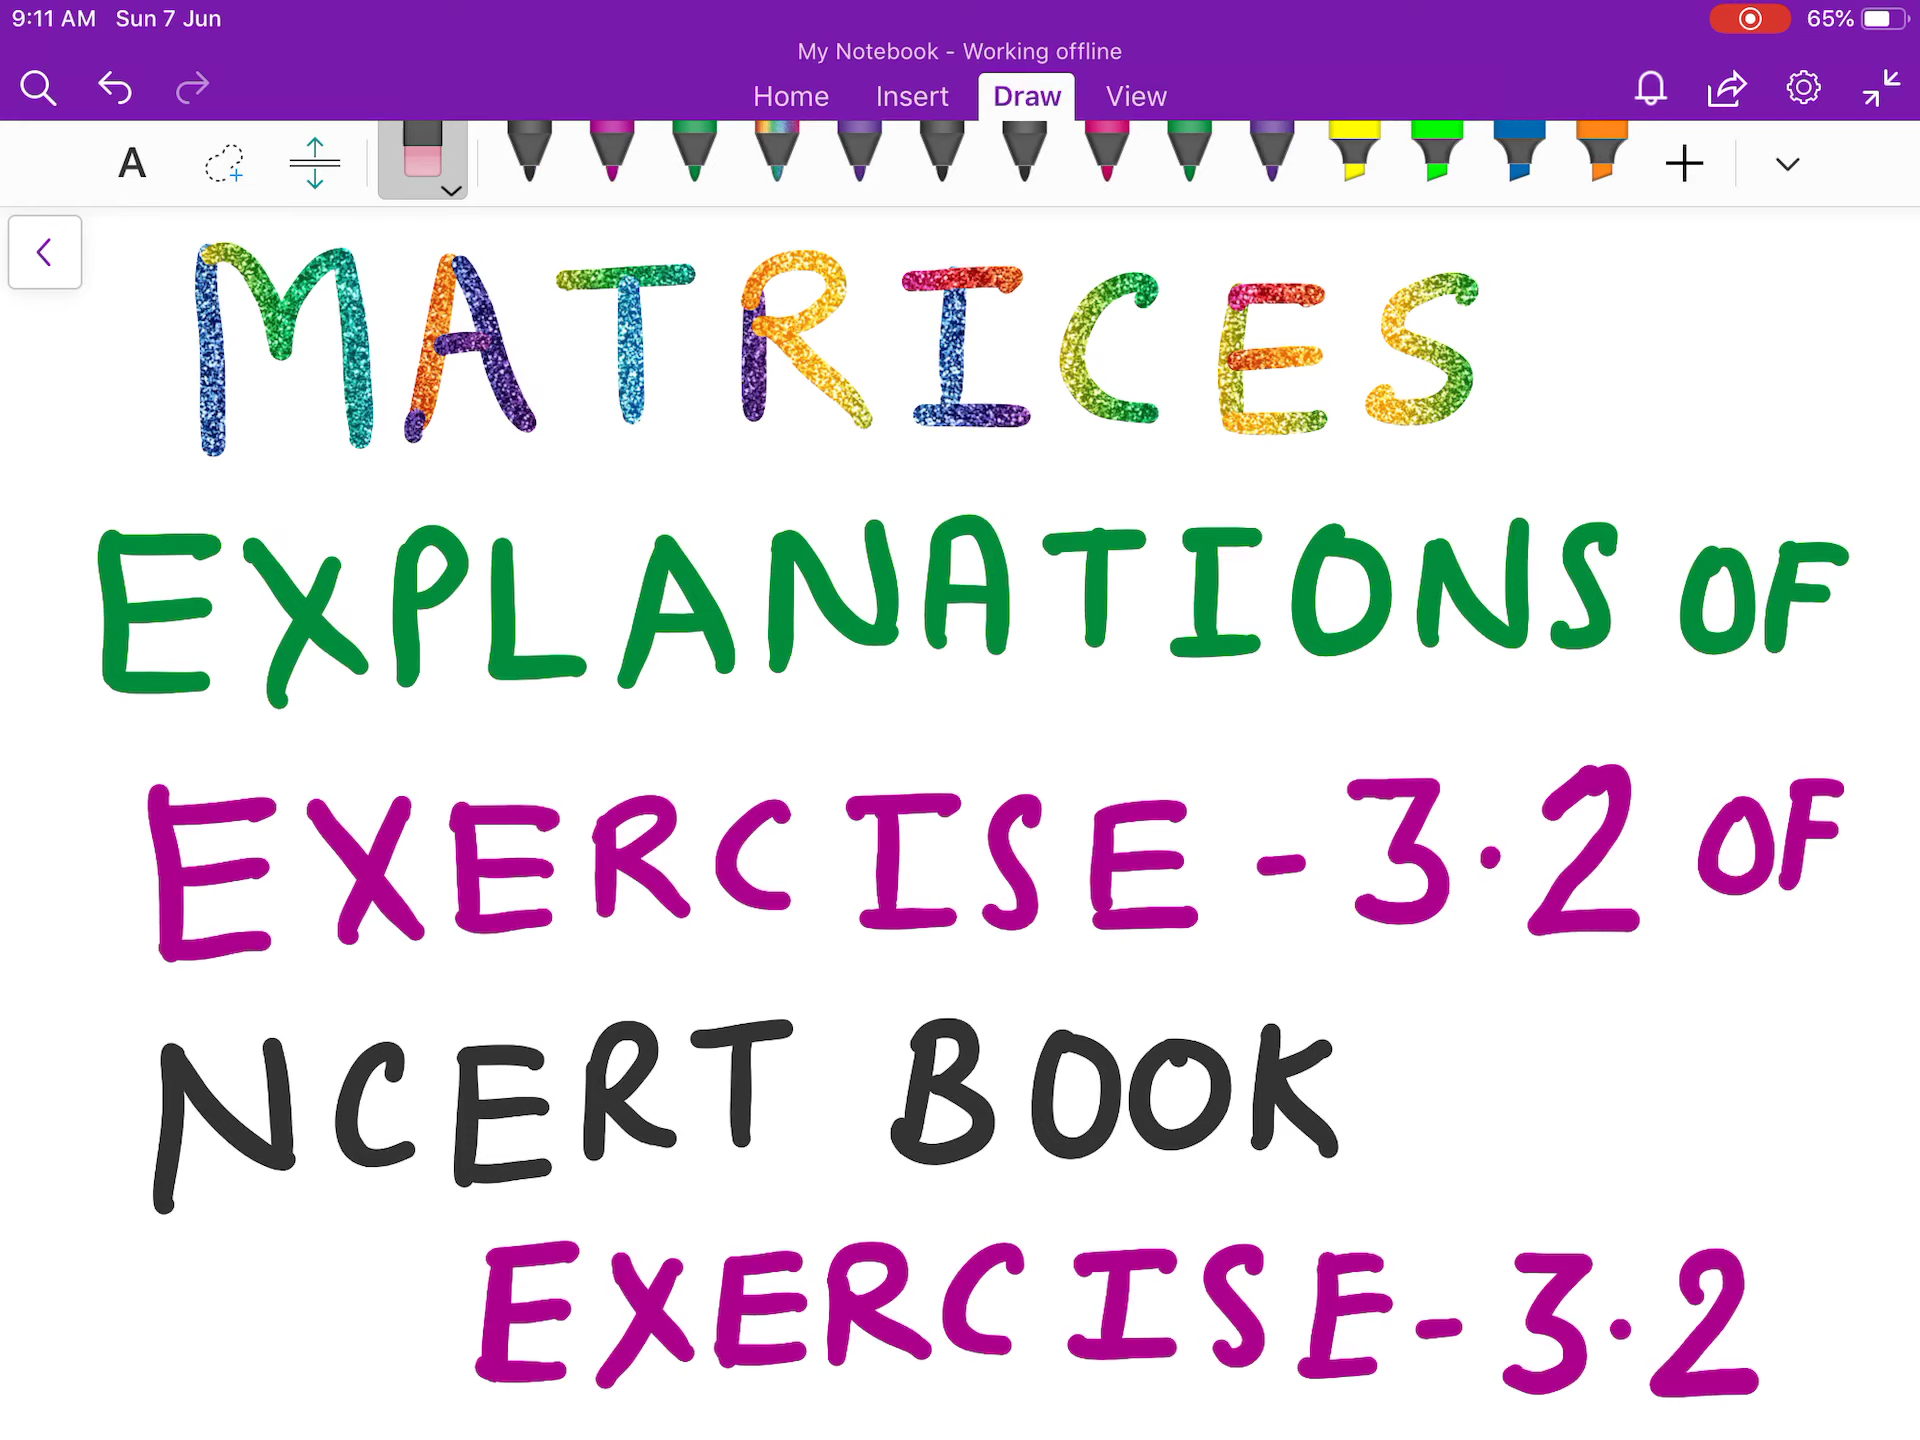 9:11 AM Sun 7 Jun 65%
My Notebook - Working offline
Home Insert Draw View
A
MATRICES
EXPLANATIONS OF
EXERCISE - 3.2 OF
NCERT BOOK
EXERCISE - 3.2